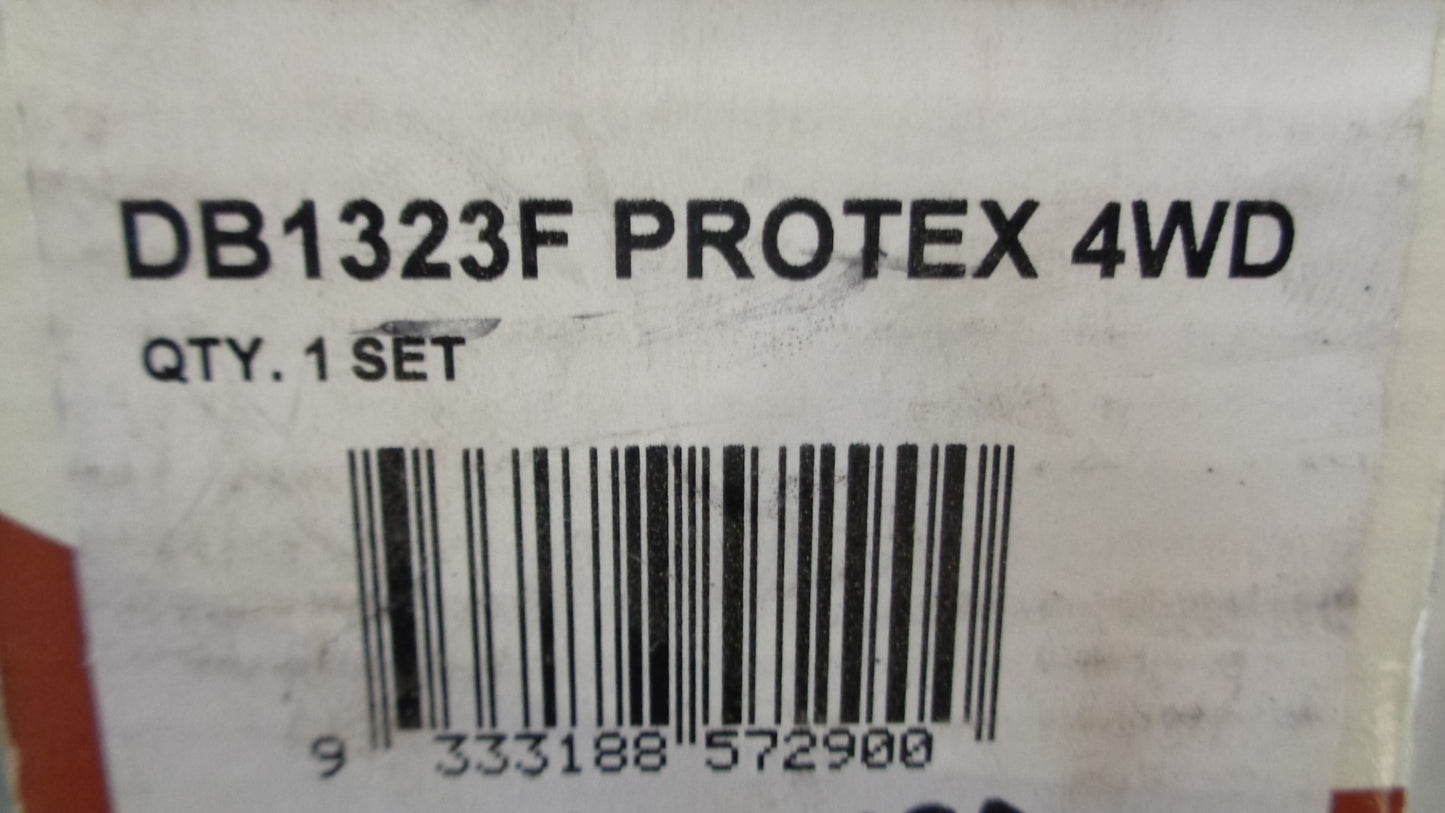 DB1323F PROTEX 4WD
QTY. 1 SET
9 333188 572900